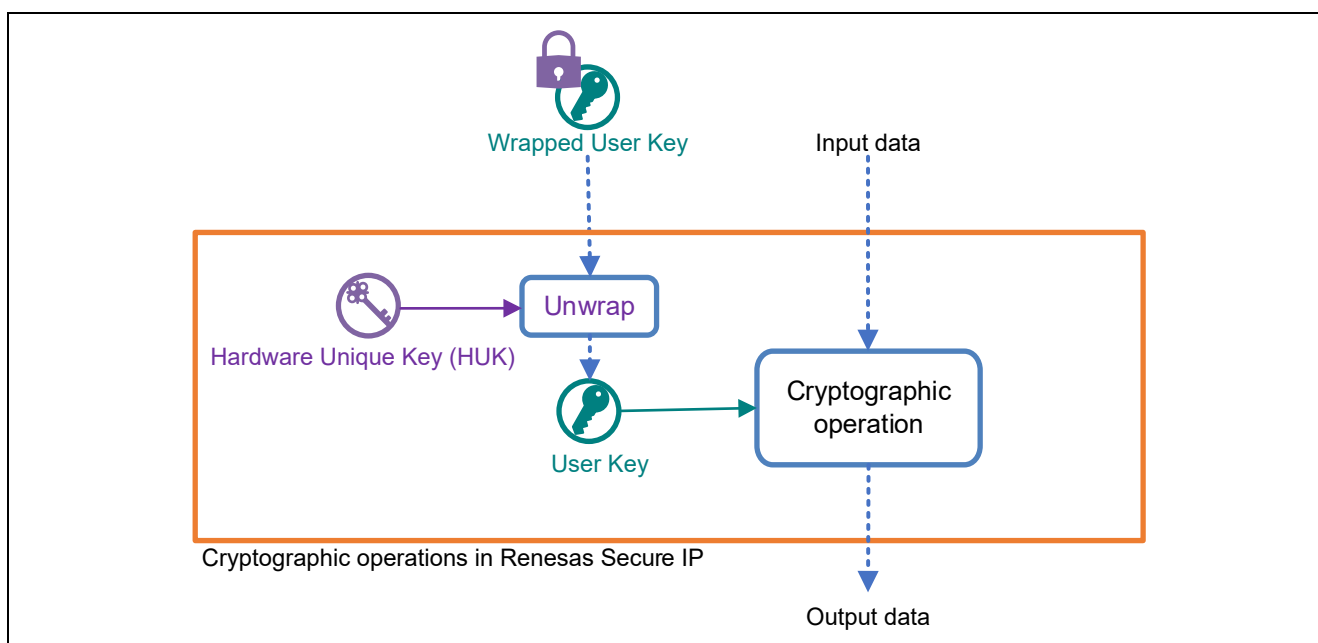 Wrapped User Key
Input data
Unwrap
Hardware Unique Key (HUK)
Cryptographic
operation
User Key
Cryptographic operations in Renesas Secure IP
Output data